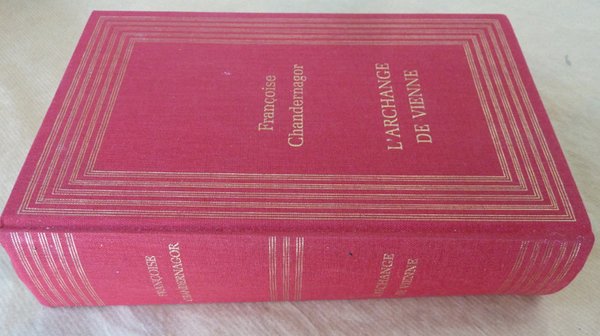 Françoise
Chandernagor
L'ARCHANGE
DE VIENNE
FRANÇOISE
CHANDERNAGOR
L'ARCHANGE
DE VIENNE